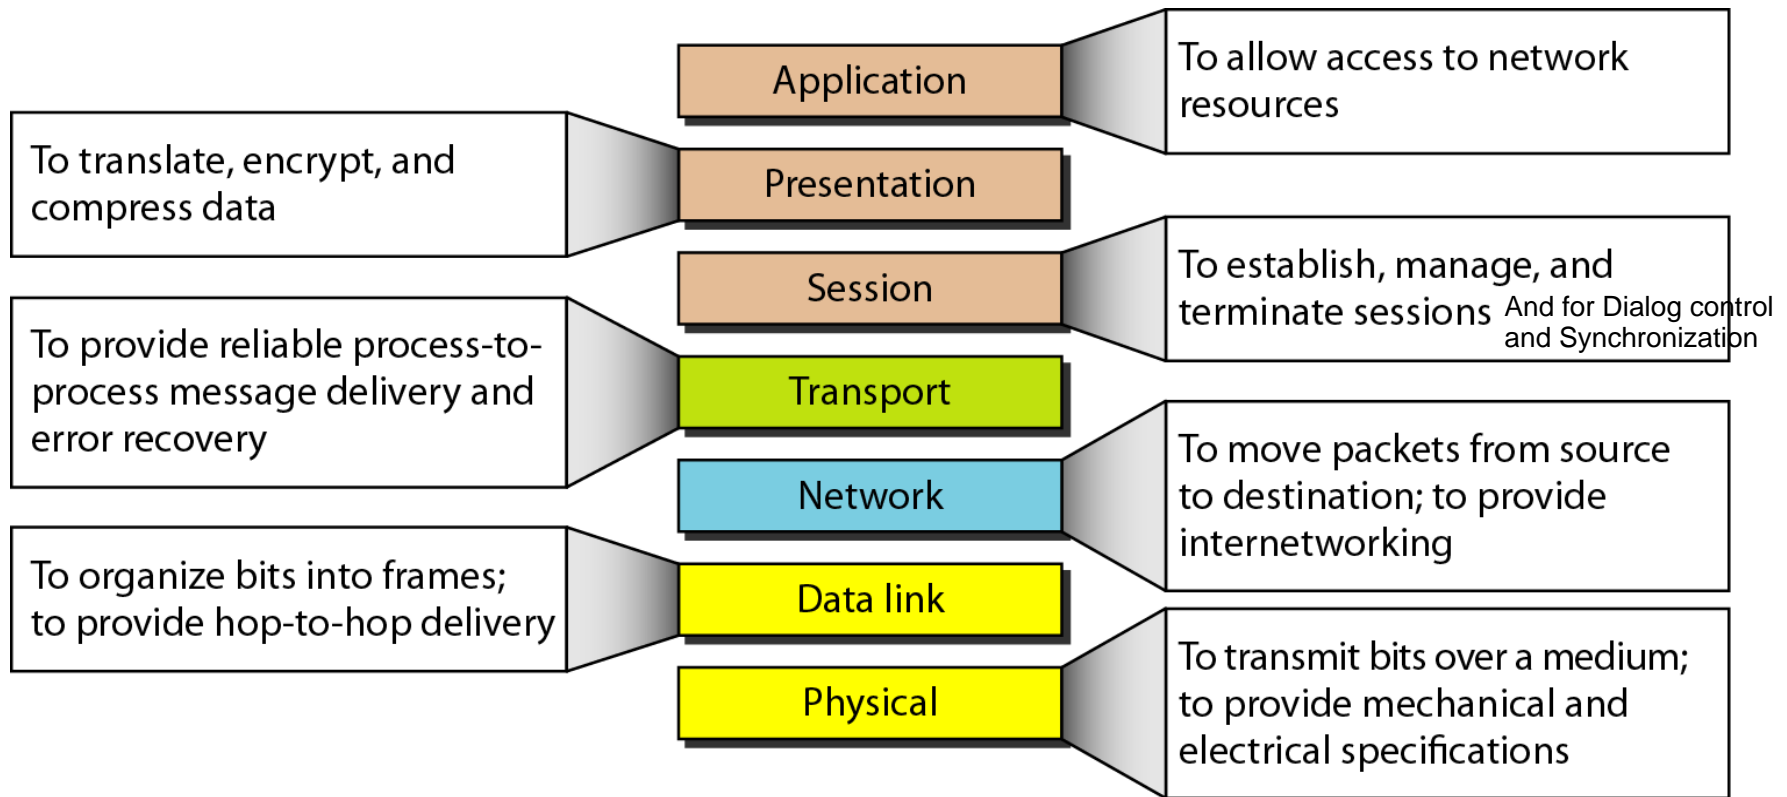 Application
To allow access to network
resources
To translate, encrypt, and
compress data
Presentation
Session
To establish, manage, and
terminate sessions And for Dialog control
and Synchronization
To provide reliable process-to-
process message delivery and
error recovery
Transport
Network
To move packets from source
to destination; to provide
internetworking
To organize bits into frames;
to provide hop-to-hop delivery
Data link
Physical
To transmit bits over a medium;
to provide mechanical and
electrical specifications